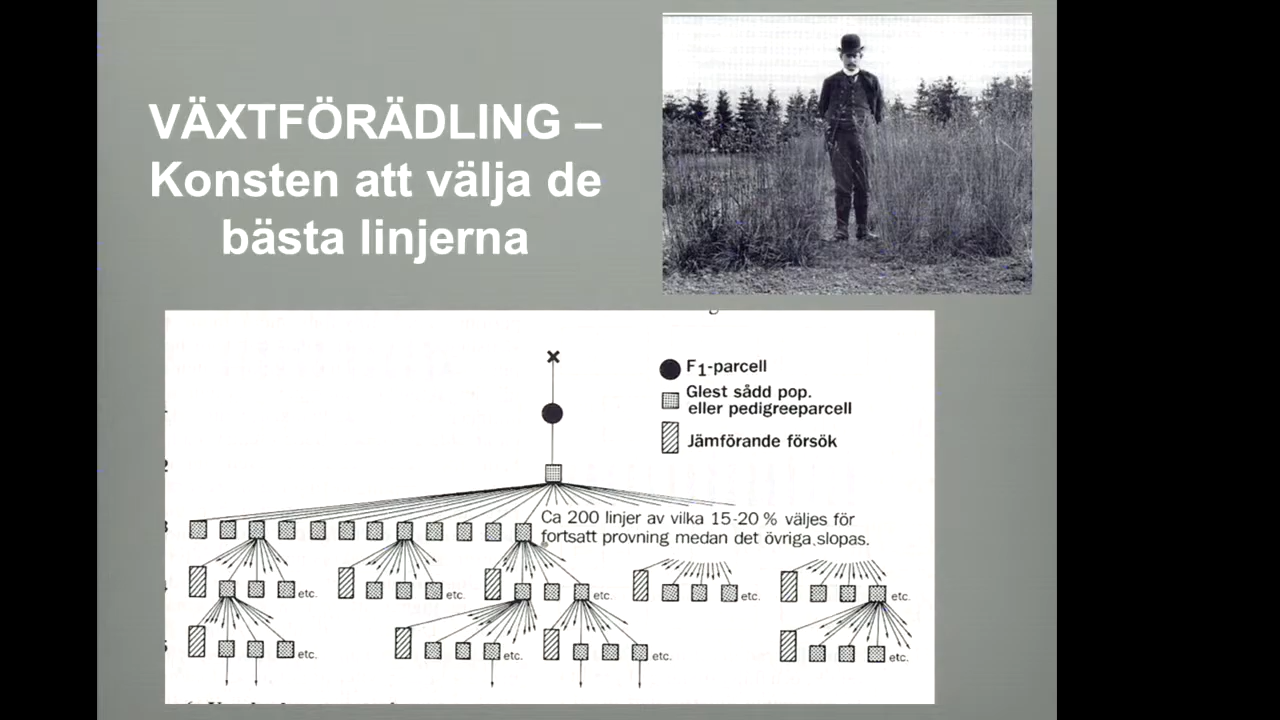 VÄXTFÖRÄDLING –
Konsten att välja de
bästa linjerna
F1-parcell
Glest sådd pop.
eller pedigreeparcell
Jämförande försök
Ca 200 linjer av vilka 15-20 % väljes för
fortsatt provning medan det övriga slopas.
etc. etc. etc. etc. etc.
etc. etc. etc. etc.